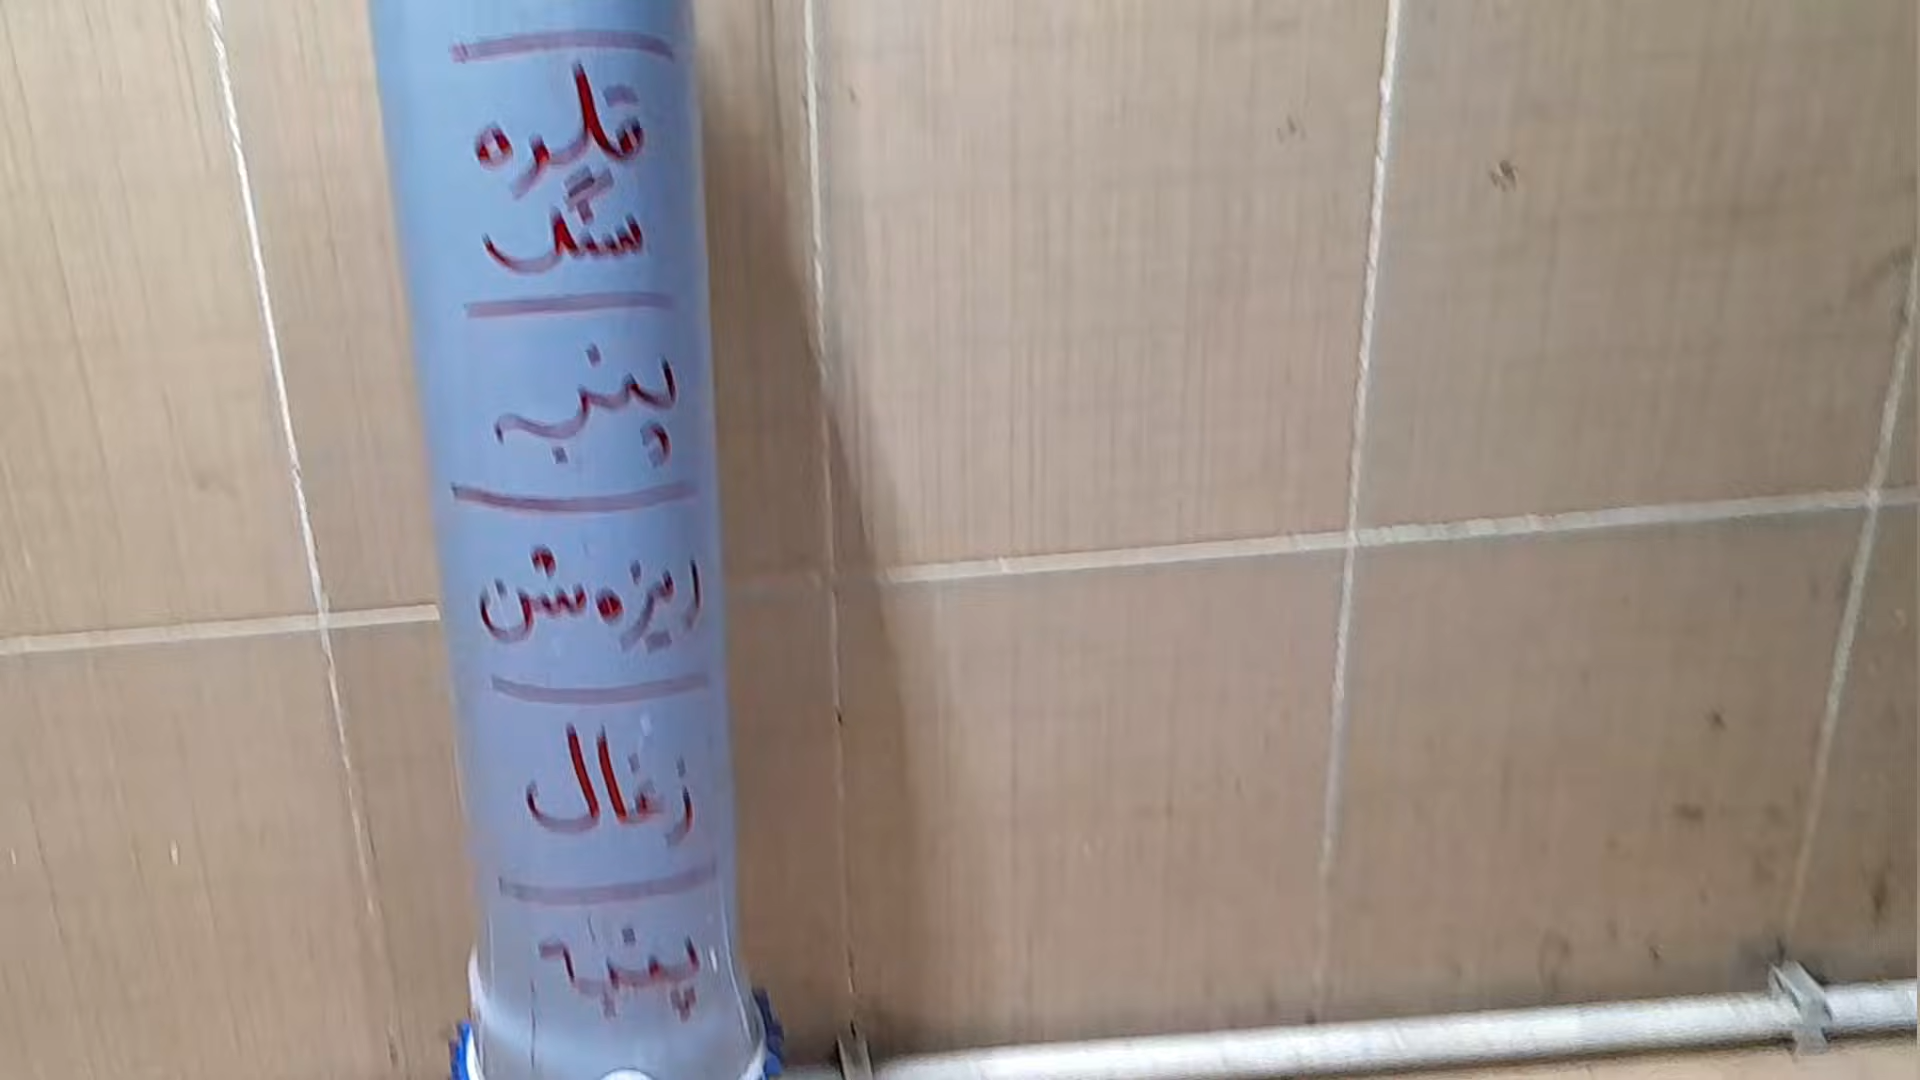 قلوه
سنگ
پنبه
ریزه شن
زغال
پنبه